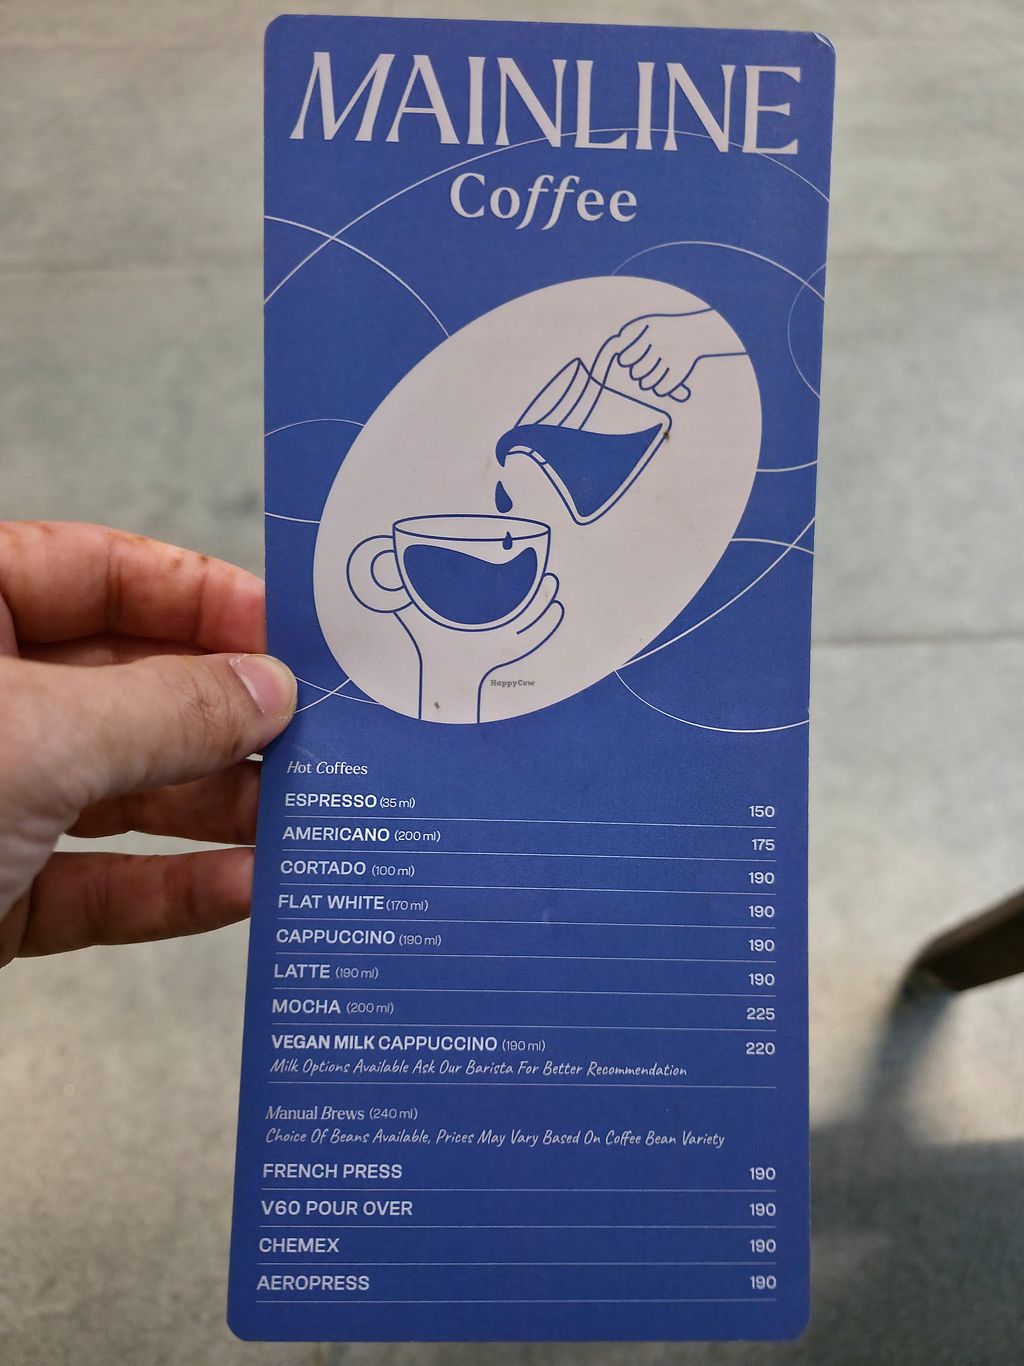 MAINLINE
Coffee
HappyCow
Hot Coffees
ESPRESSO (35 ml) 150
AMERICANO (200 ml) 175
CORTADO (100 ml) 190
FLAT WHITE (170 ml) 190
CAPPUCCINO (190 ml) 190
LATTE (190 ml) 190
MOCHA (200 ml) 225
VEGAN MILK CAPPUCCINO (190 ml) 220
Milk Options Available Ask Our Barista For Better Recommendation
Manual Brews (240 ml)
Choice Of Beans Available, Prices May Vary Based On Coffee Bean Variety
FRENCH PRESS 190
V60 POUR OVER 190
CHEMEX 190
AEROPRESS 190